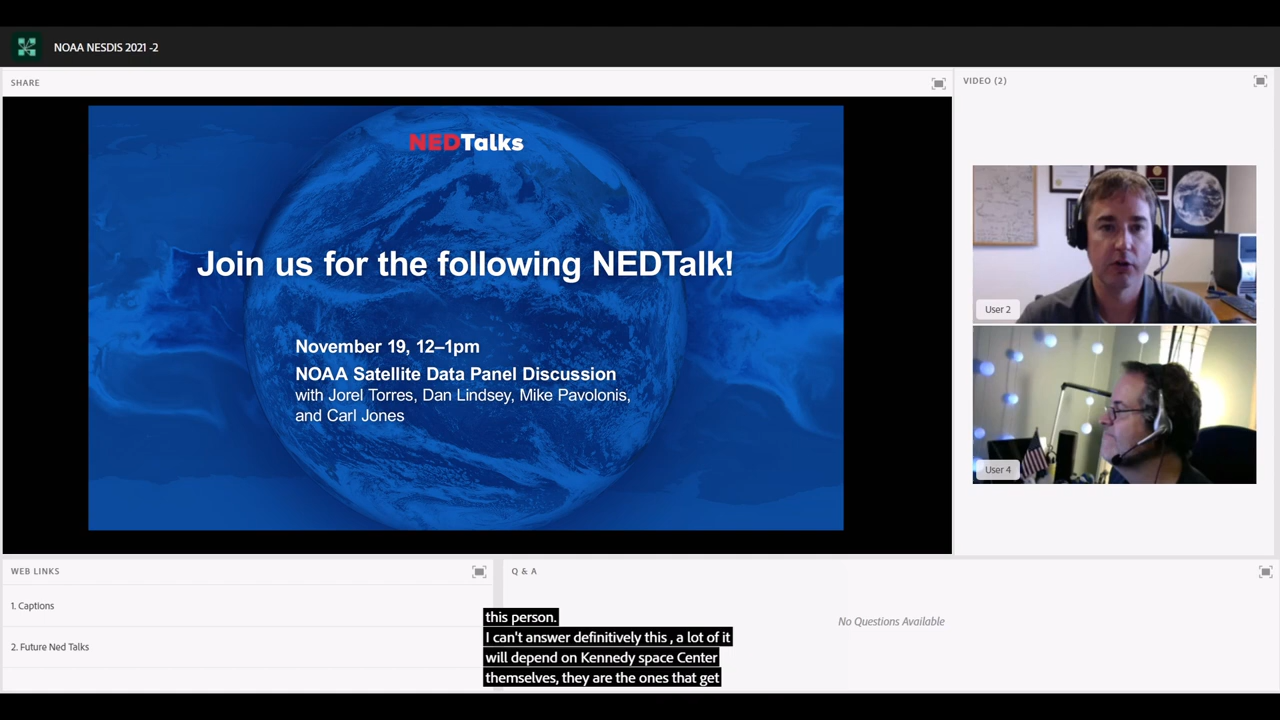 NOAA NESDIS 2021 -2
SHARE
VIDEO (2)
NEDTalks
Join us for the following NEDTalk!
November 19, 12–1pm
NOAA Satellite Data Panel Discussion
with Jorel Torres, Dan Lindsey, Mike Pavolonis,
and Carl Jones
User 2
User 4
WEB LINKS
1. Captions
2. Future Ned Talks
Q & A
No Questions Available
this person.
I can't answer definitively this , a lot of it
will depend on Kennedy space Center
themselves, they are the ones that get